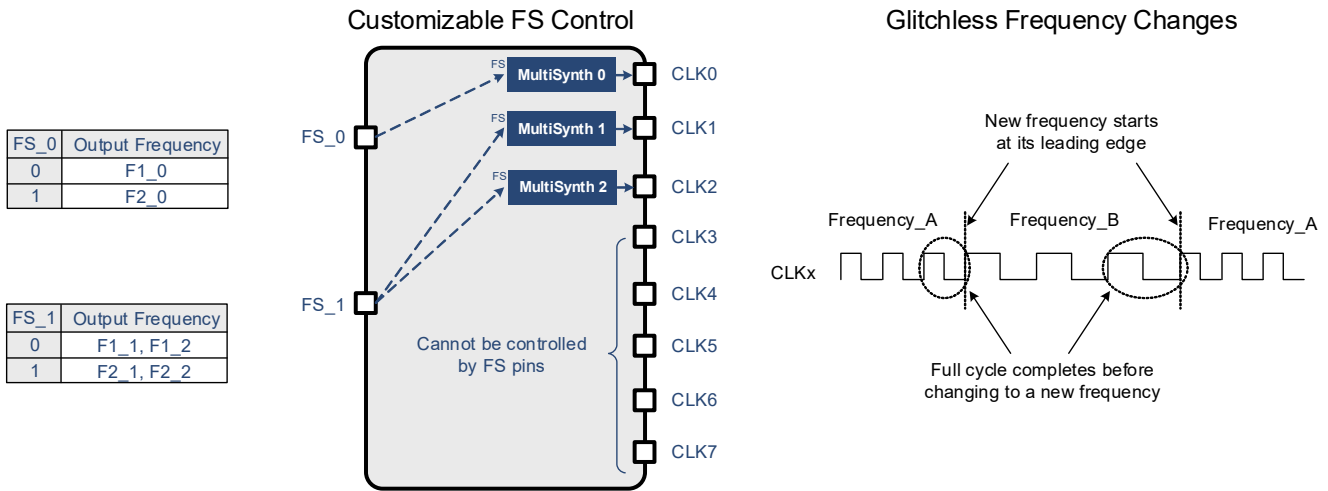 Customizable FS Control
Glitchless Frequency Changes
FS_0 Output Frequency
0 F1_0
1 F2_0
FS_1 Output Frequency
0 F1_1, F1_2
1 F2_1, F2_2
FS_0
FS_1
FS
MultiSynth 0
FS
MultiSynth 1
FS
MultiSynth 2
Cannot be controlled
by FS pins
CLK0
CLK1
CLK2
CLK3
CLK4
CLK5
CLK6
CLK7
New frequency starts
at its leading edge
Frequency_A
Frequency_B
Frequency_A
CLKx
Full cycle completes before
changing to a new frequency